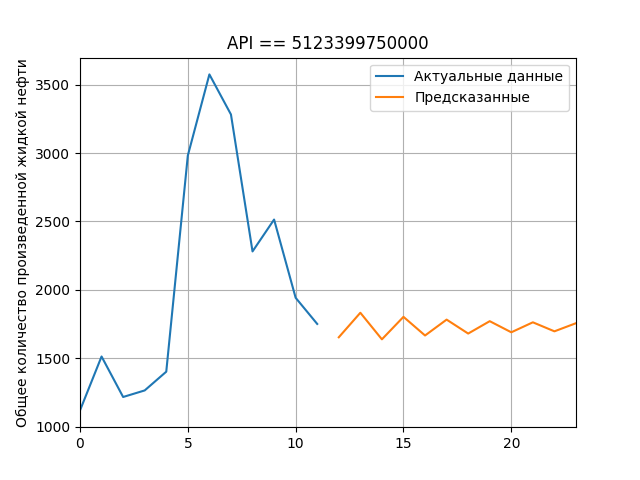 API == 5123399750000
Общее количество произведенной жидкой нефти
Актуальные данные
Предсказанные
3500
3000
2500
2000
1500
1000
0 5 10 15 20